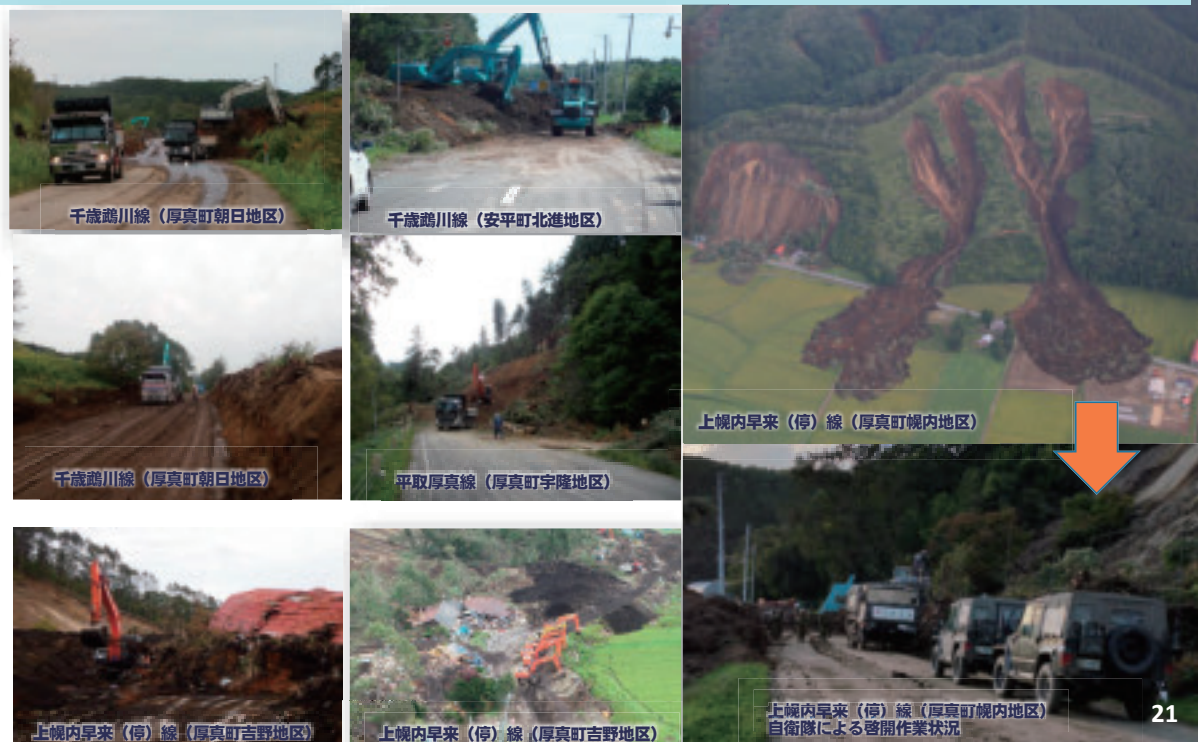 千歳鵡川線（厚真町朝日地区）
千歳鵡川線（安平町北進地区）
上幌内早来（停）線（厚真町幌内地区）
千歳鵡川線（厚真町朝日地区）
平取厚真線（厚真町宇隆地区）
上幌内早来（停）線（厚真町吉野地区）
上幌内早来（停）線（厚真町吉野地区）
上幌内早来（停）線（厚真町幌内地区）
自衛隊による啓開作業状況
21